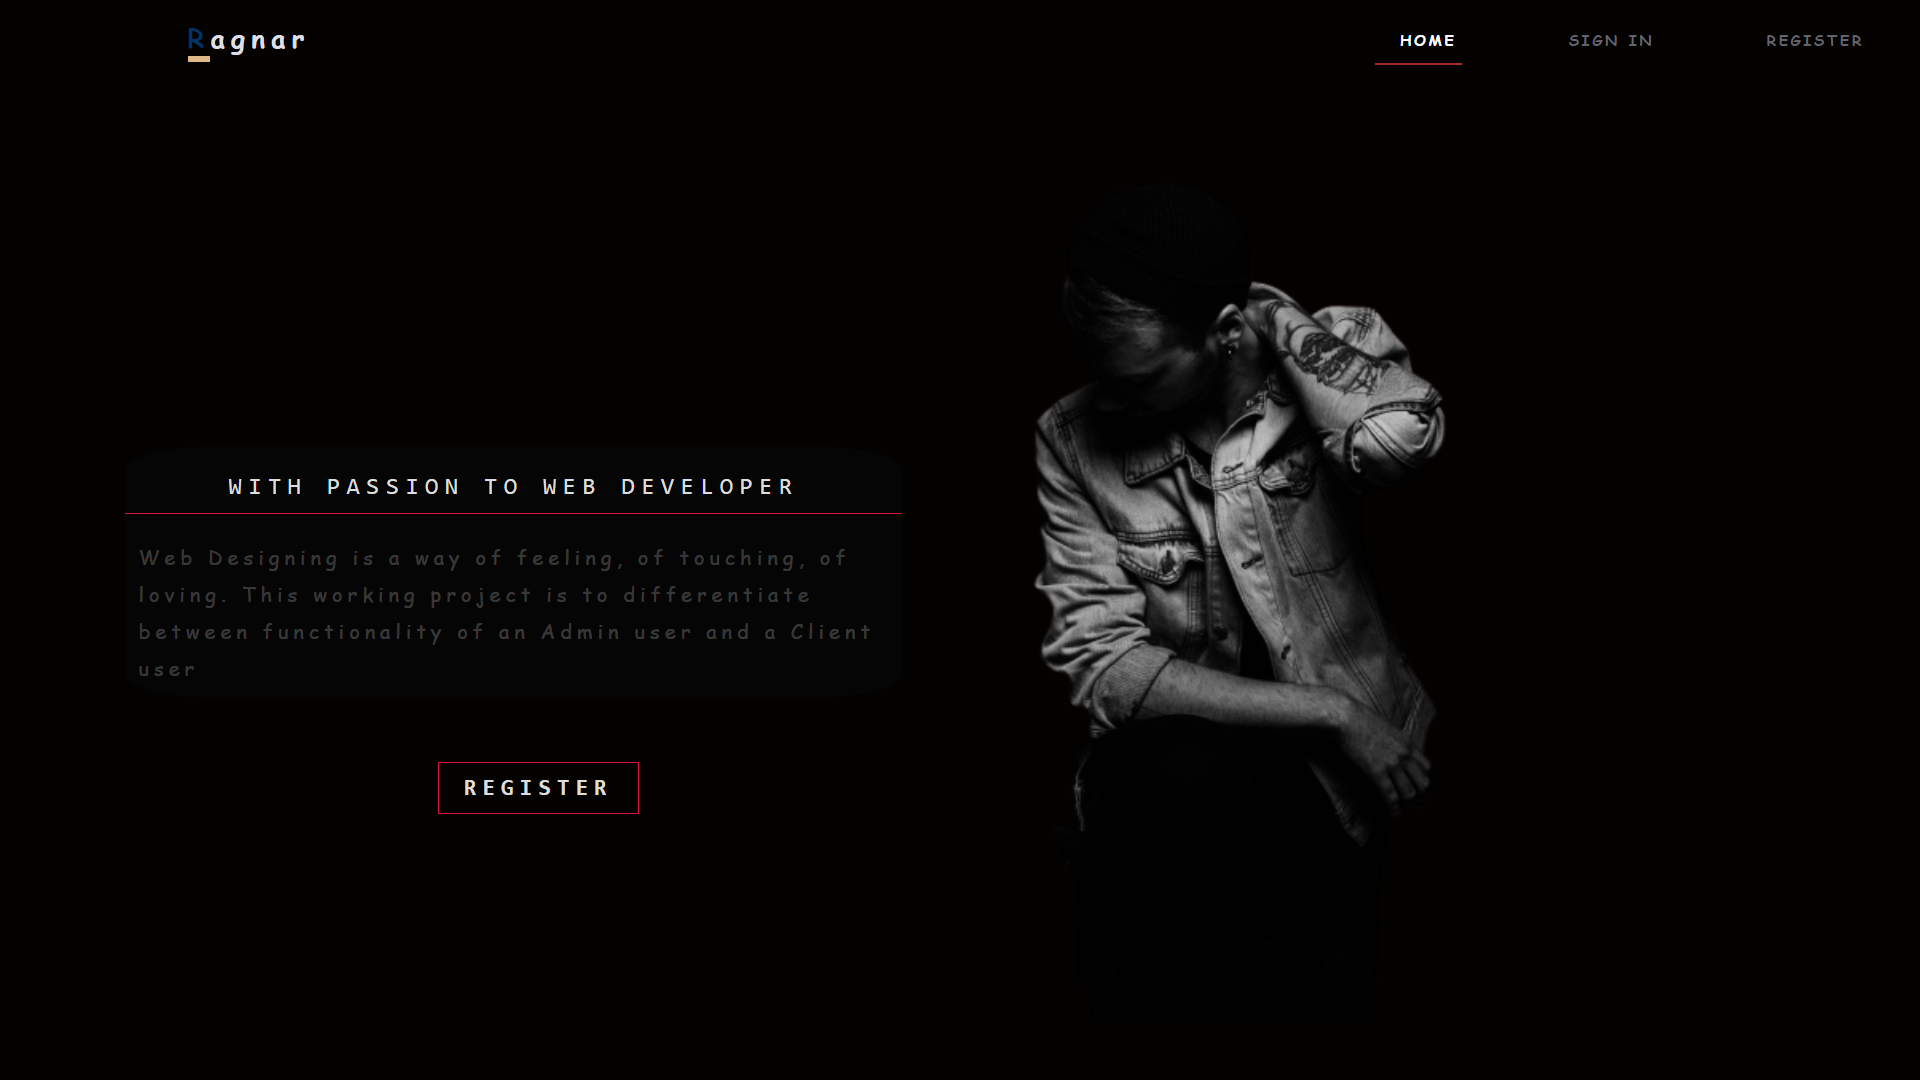 Ragnar
HOME
SIGN IN
REGISTER
WITH PASSION TO WEB DEVELOPER
Web Designing is a way of feeling, of touching, of
loving. This working project is to differentiate
between functionality of an Admin user and a Client
user
REGISTER